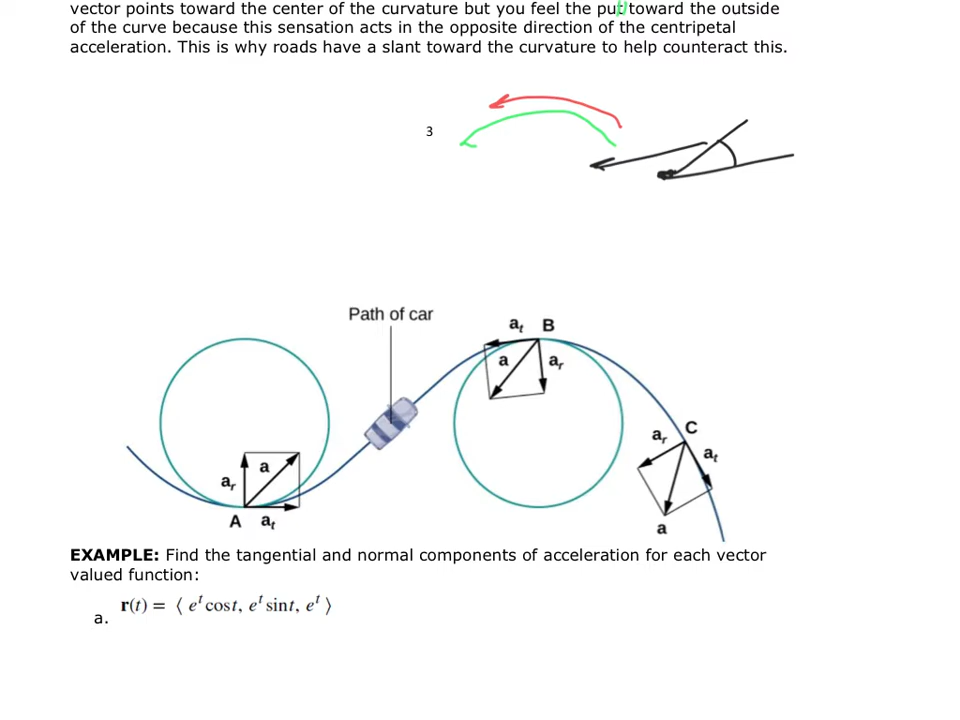 vector points toward the center of the curvature but you feel the pull toward the outside
of the curve because this sensation acts in the opposite direction of the centripetal
acceleration. This is why roads have a slant toward the curvature to help counteract this.
3
Path of car
a_t B
a a_r
a_r C
a_t
a
a
a_r
A a_t
EXAMPLE: Find the tangential and normal components of acceleration for each vector
valued function:
a. r(t) = ⟨ e^t cost, e^t sint, e^t ⟩